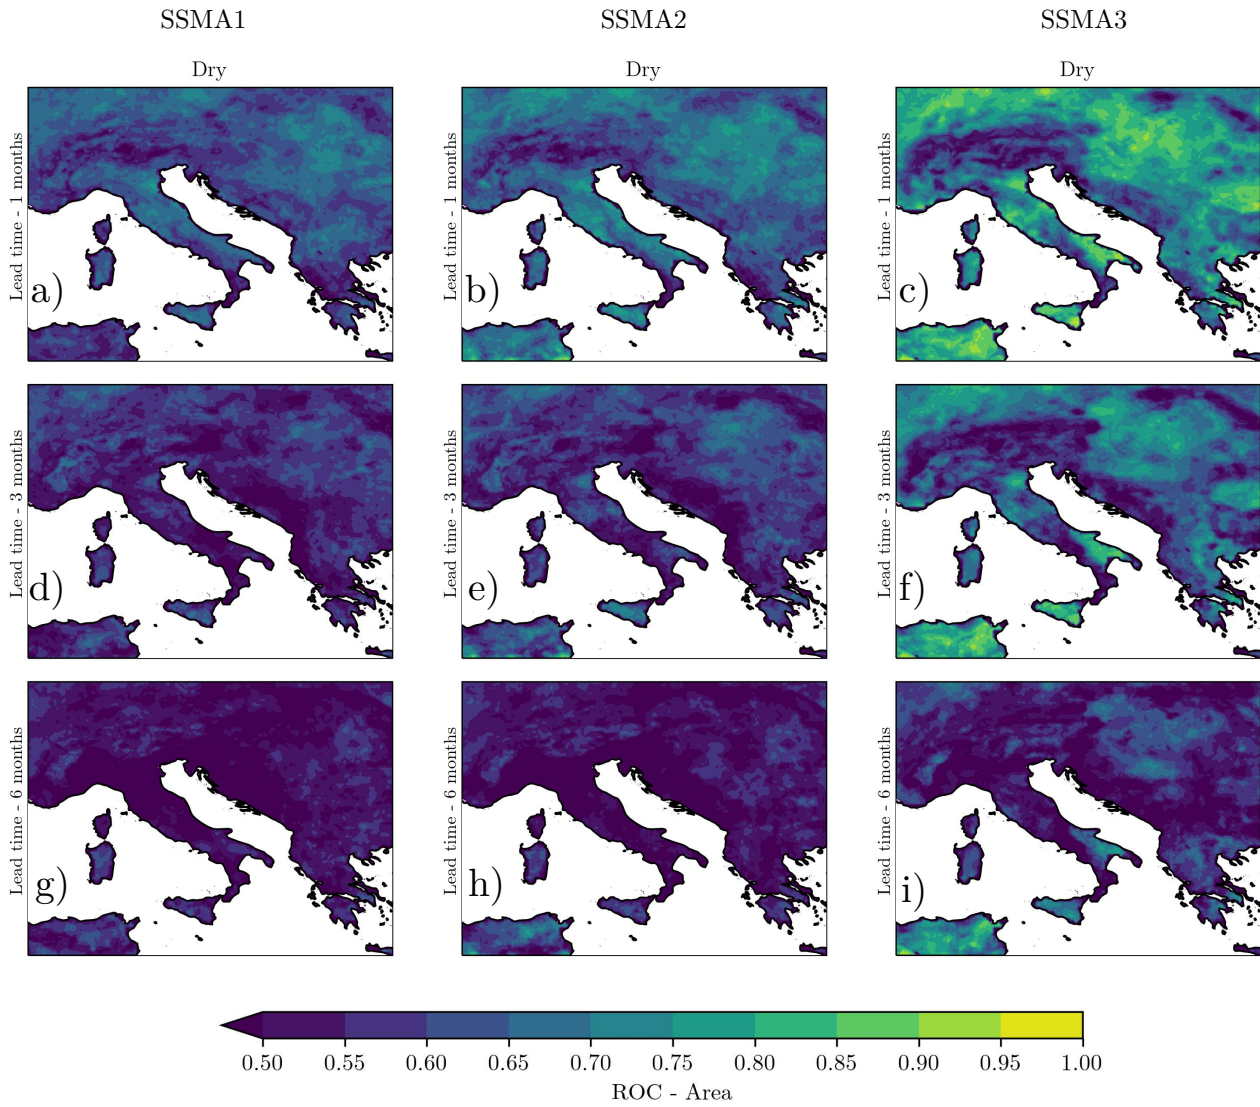 SSMA1
SSMA2
SSMA3
Dry
Dry
Dry
Lead time - 1 months
a)
Lead time - 1 months
b)
Lead time - 1 months
c)
Lead time - 3 months
d)
Lead time - 3 months
e)
Lead time - 3 months
f)
Lead time - 6 months
g)
Lead time - 6 months
h)
Lead time - 6 months
i)
0.50 0.55 0.60 0.65 0.70 0.75 0.80 0.85 0.90 0.95 1.00
ROC - Area